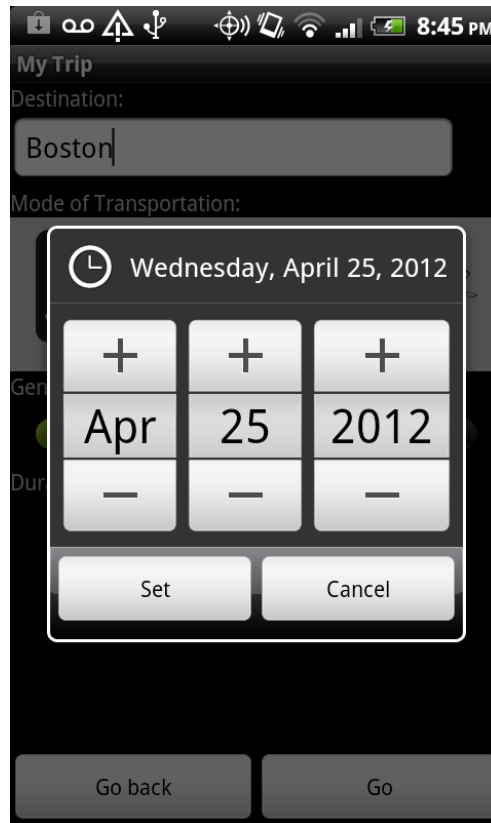 8:45 PM
My Trip
Destination:
Boston
Mode of Transportation:
Wednesday, April 25, 2012
+ + +
Apr 25 2012
− − −
Set Cancel
Go back Go